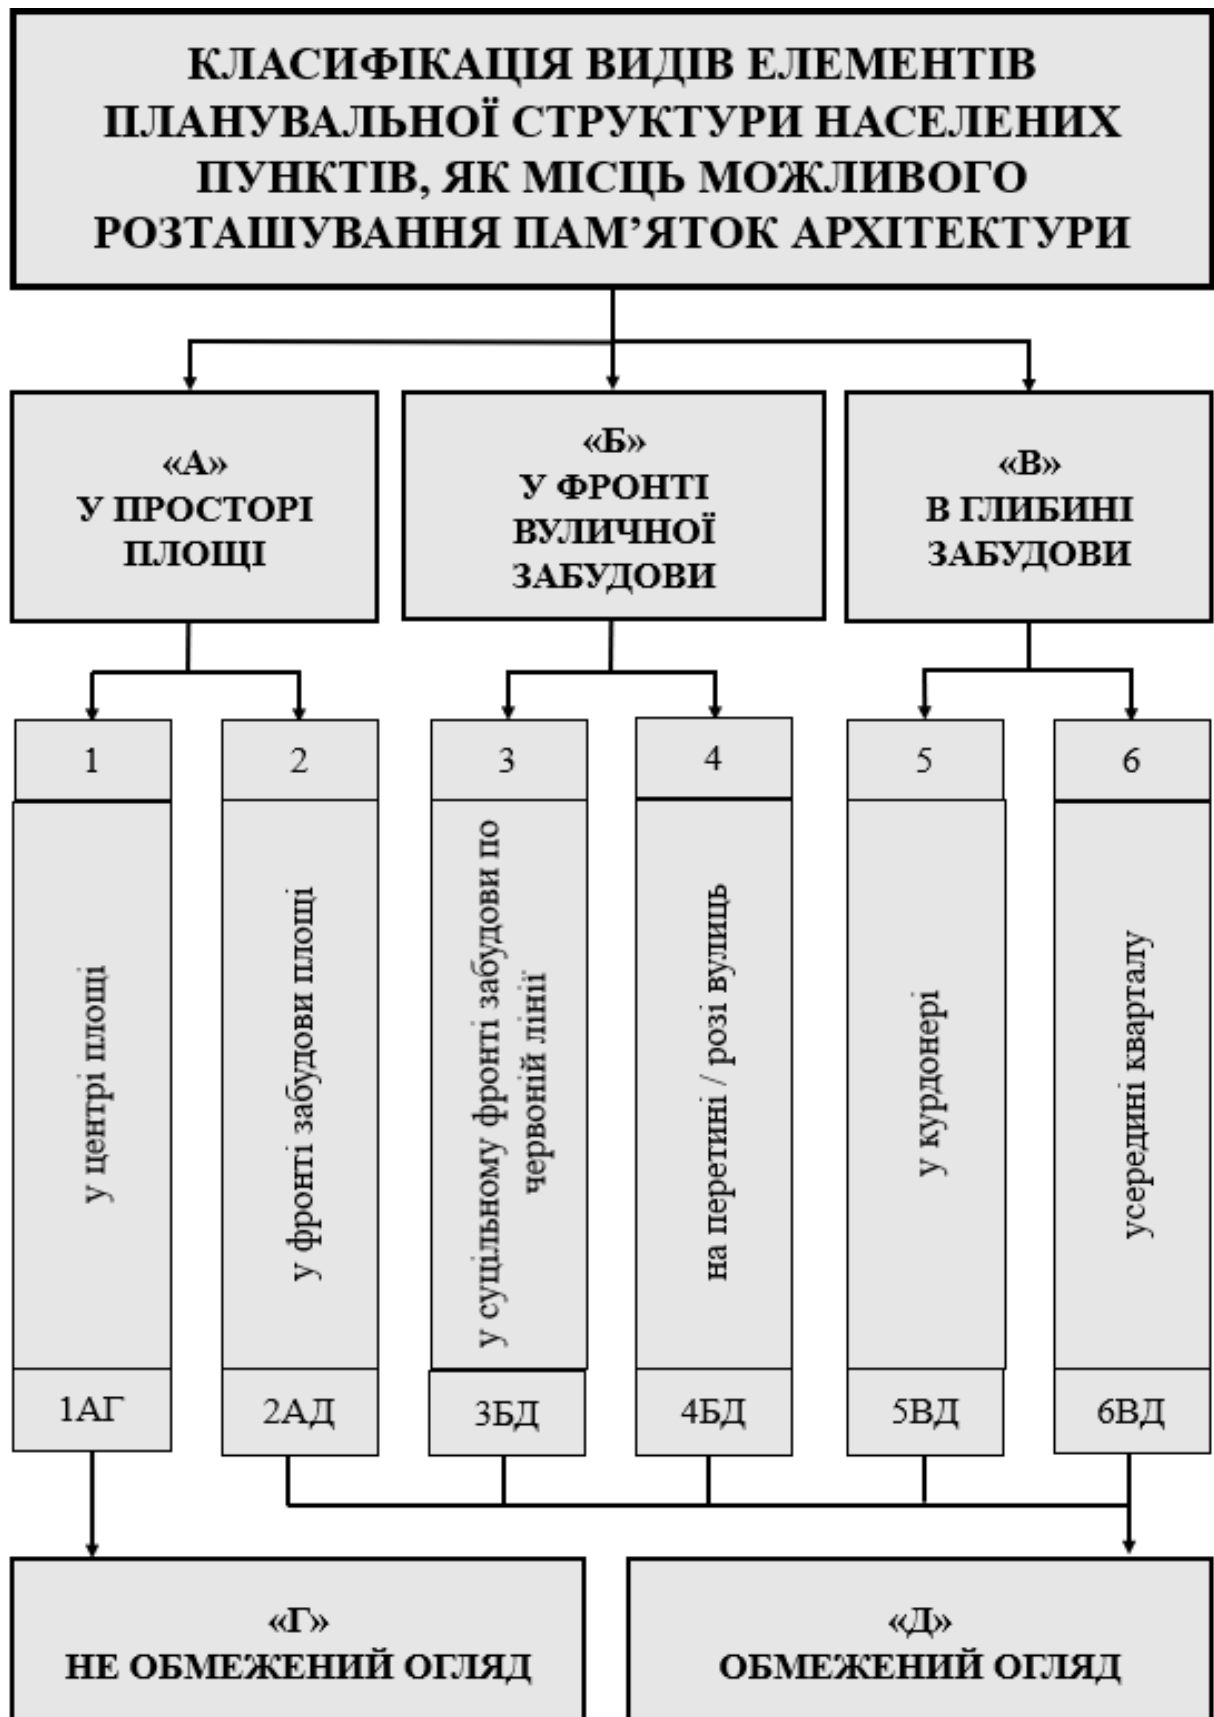 КЛАСИФІКАЦІЯ ВИДІВ ЕЛЕМЕНТІВ
ПЛАНУВАЛЬНОЇ СТРУКТУРИ НАСЕЛЕНИХ
ПУНКТІВ, ЯК МІСЦЬ МОЖЛИВОГО
РОЗТАШУВАННЯ ПАМ’ЯТОК АРХІТЕКТУРИ
«А»
У ПРОСТОРІ
ПЛОЩІ
«Б»
У ФРОНТІ
ВУЛИЧНОЇ
ЗАБУДОВИ
«В»
В ГЛИБИНІ
ЗАБУДОВИ
1
2
3
4
5
6
у центрі площі
у фронті забудови площі
у суцільному фронті забудови по
червоній лінії
на перетині / розі вулиць
у курдонері
усередині кварталу
1АГ
2АД
3БД
4БД
5ВД
6ВД
«Г»
НЕ ОБМЕЖЕНИЙ ОГЛЯД
«Д»
ОБМЕЖЕНИЙ ОГЛЯД